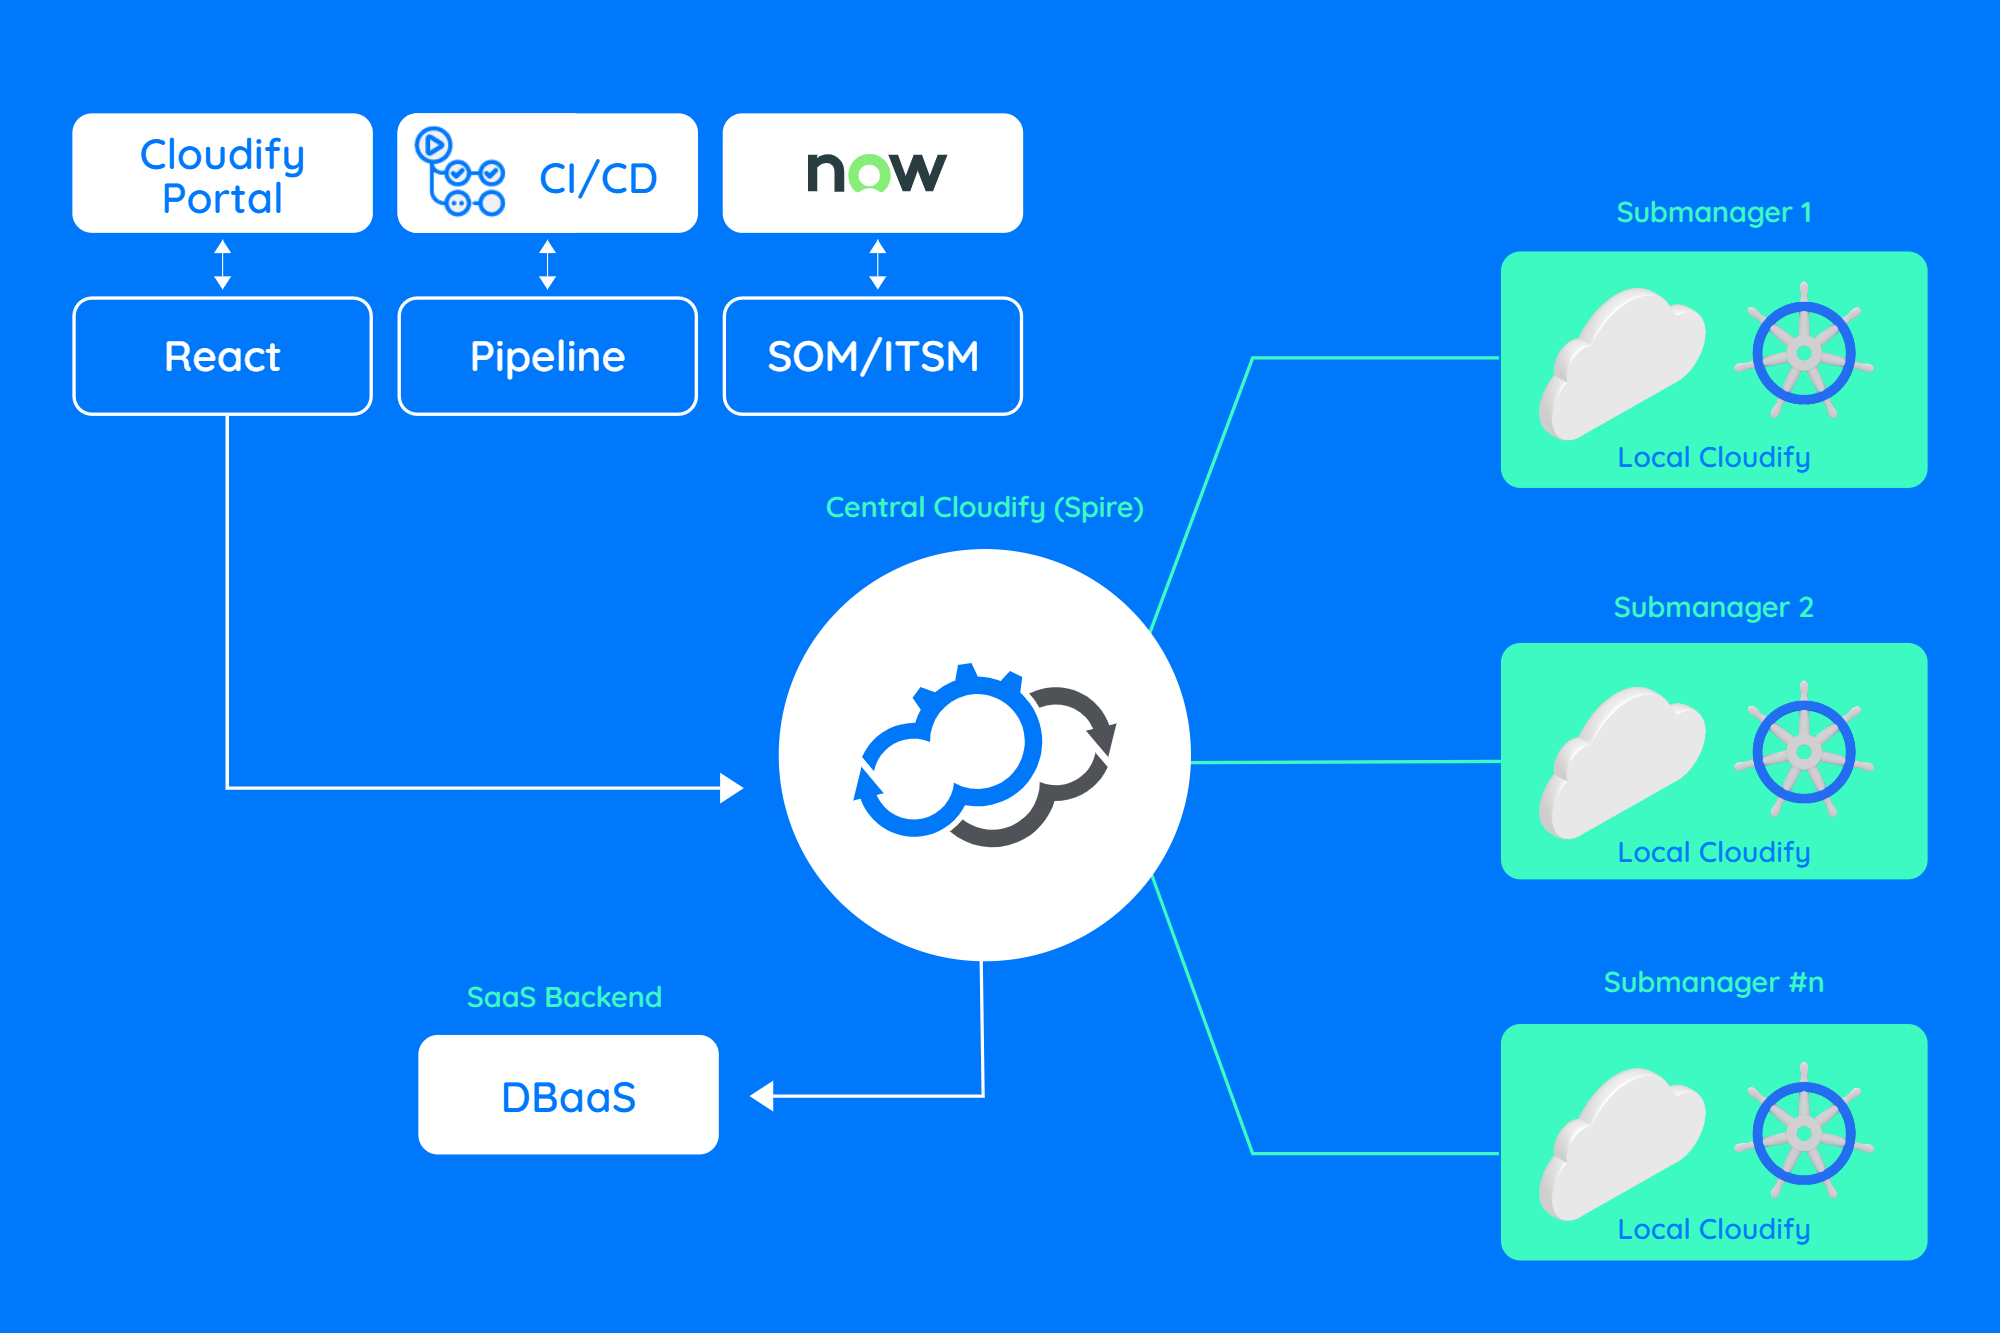 Cloudify
Portal
CI/CD
now
React
Pipeline
SOM/ITSM
Submanager 1
Local Cloudify
Central Cloudify (Spire)
Submanager 2
Local Cloudify
SaaS Backend
DBaaS
Submanager #n
Local Cloudify